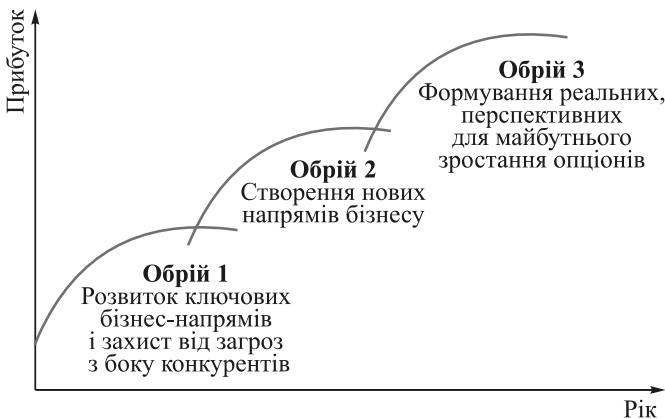 Прибуток
Обрій 3
Формування реальних,
перспективних
для майбутнього
зростання опціонів
Обрій 2
Створення нових
напрямів бізнесу
Обрій 1
Розвиток ключових
бізнес-напрямів
і захист від загроз
з боку конкурентів
Рік